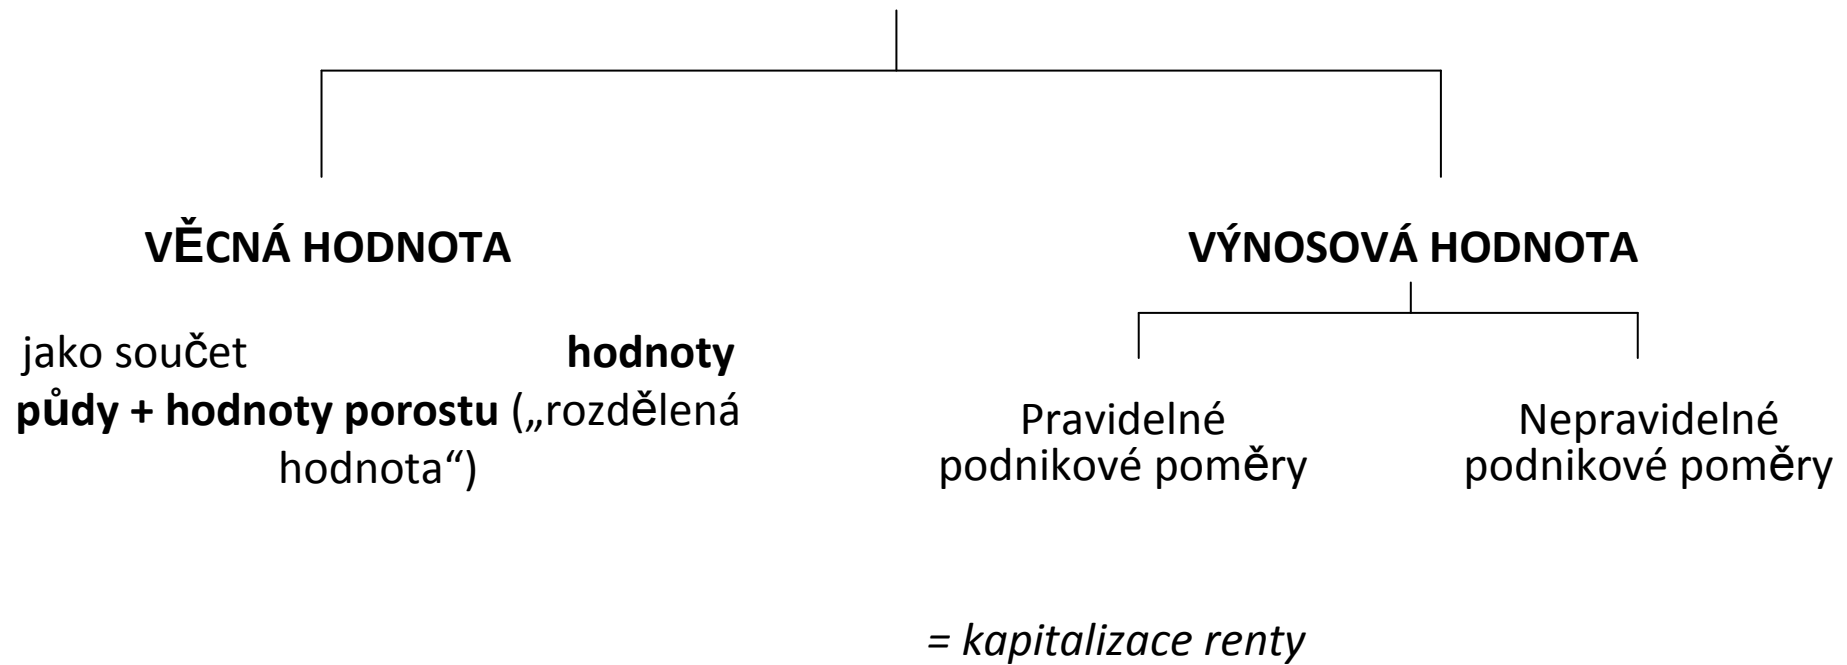 VĚCNÁ HODNOTA
jako součet hodnoty
půdy + hodnoty porostu („rozdělená
hodnota“)
VÝNOSOVÁ HODNOTA
Pravidelné
podnikové poměry
Nepravidelné
podnikové poměry
= kapitalizace renty